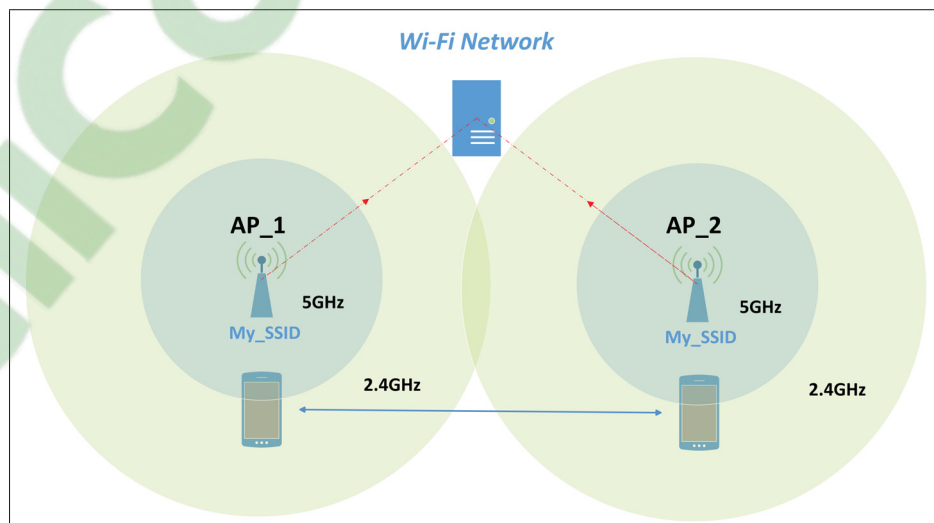 Wi-Fi Network
AP_1
AP_2
5GHz
5GHz
My_SSID
My_SSID
2.4GHz
2.4GHz